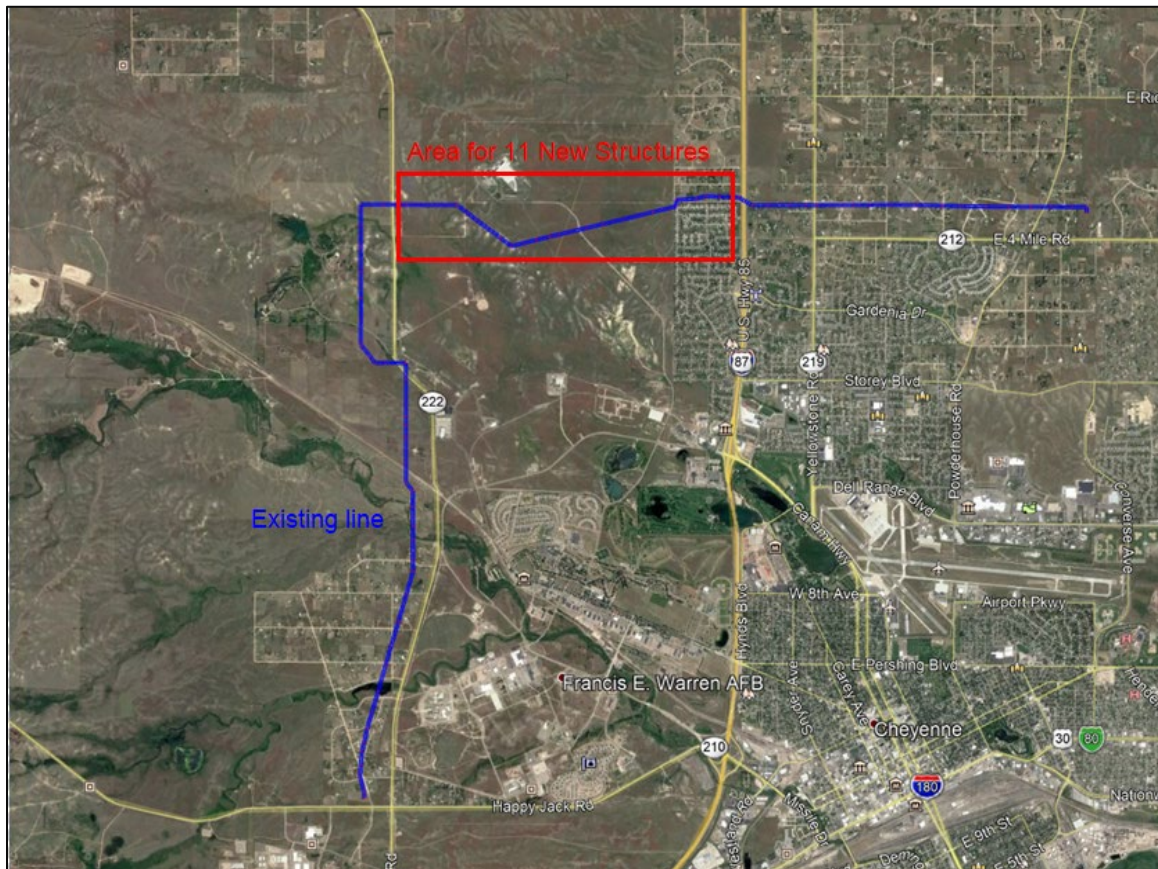 Area for 11 New Structures
212
E 4 Mile Rd
U.S. Hwy 85
Gardenia Dr
87
219
Storey Blvd
222
Yellowstone Rd
Powderhouse Rd
Dell Range Blvd
Converse Ave
Existing line
W 8th Ave
Airport Pkwy
Hynds Blvd
E Pershing Blvd
Francis E. Warren AFB
Carey Ave
Cheyenne
210
30
80
180
Happy Jack Rd
Missile Dr
E 9th St
E 5th St
Rd